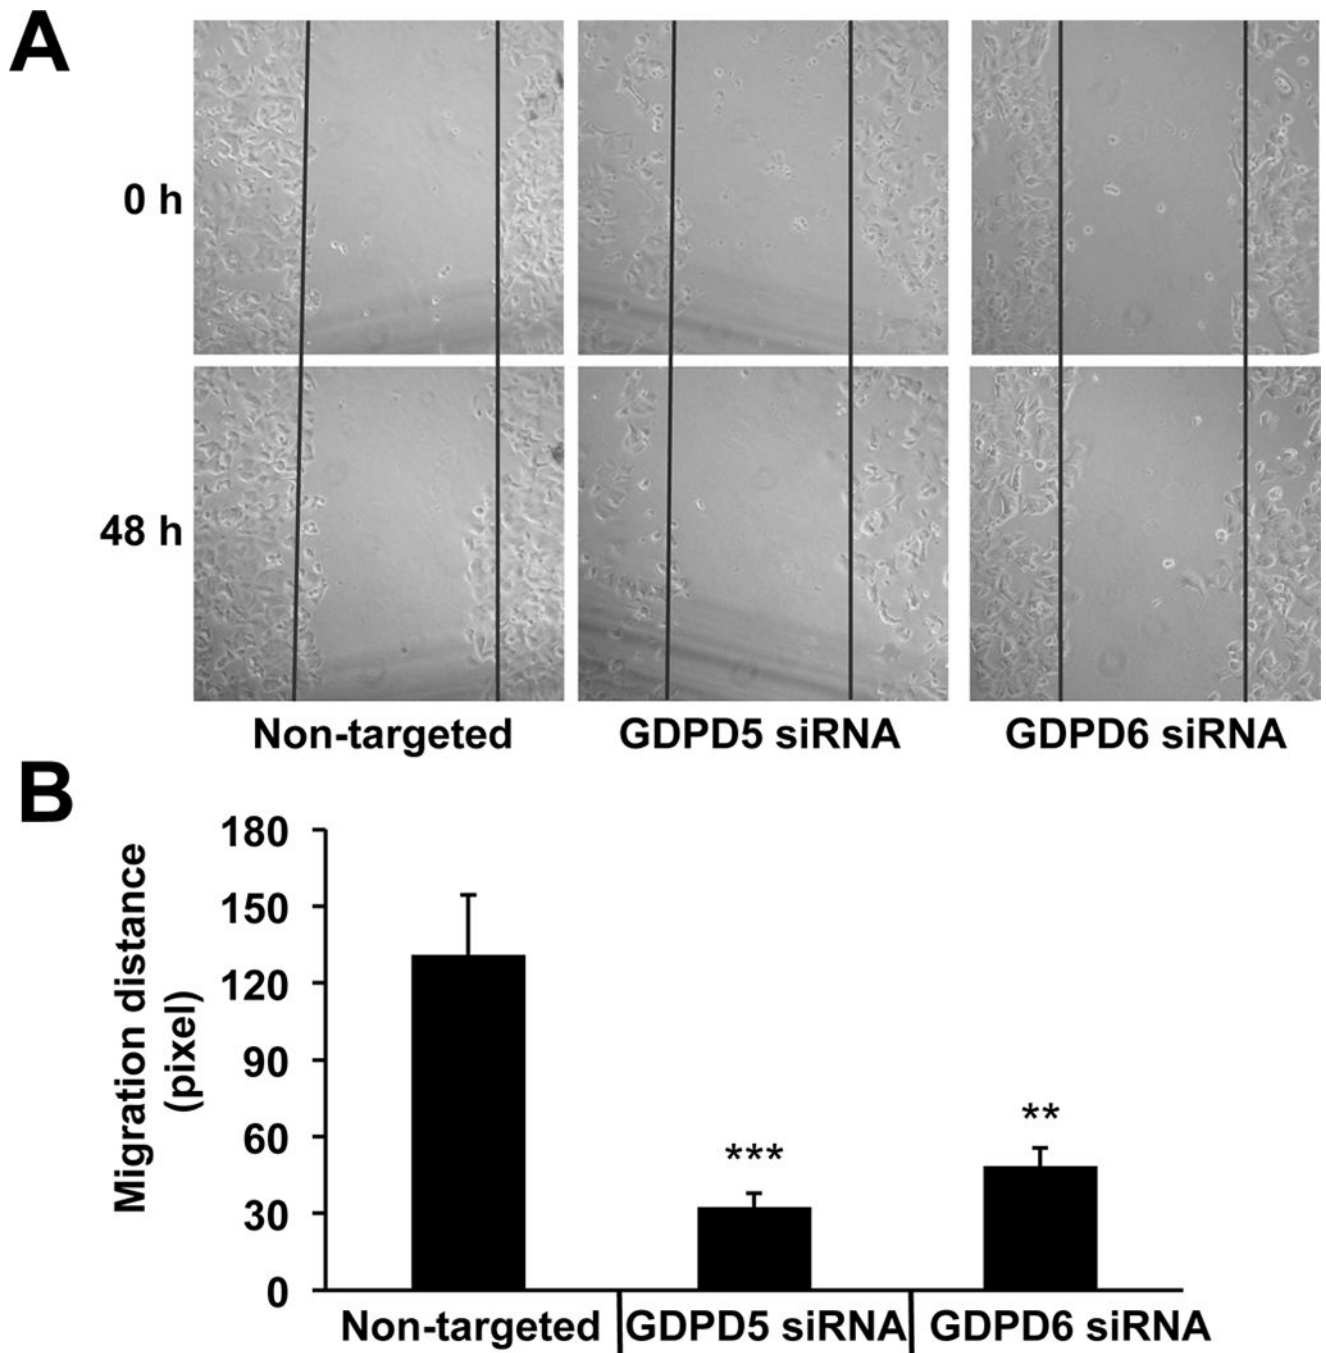 A
0 h
48 h
Non-targeted GDPD5 siRNA GDPD6 siRNA
B
Migration distance
(pixel)
180
150
120
90
60
30
0
***
**
Non-targeted GDPD5 siRNA GDPD6 siRNA